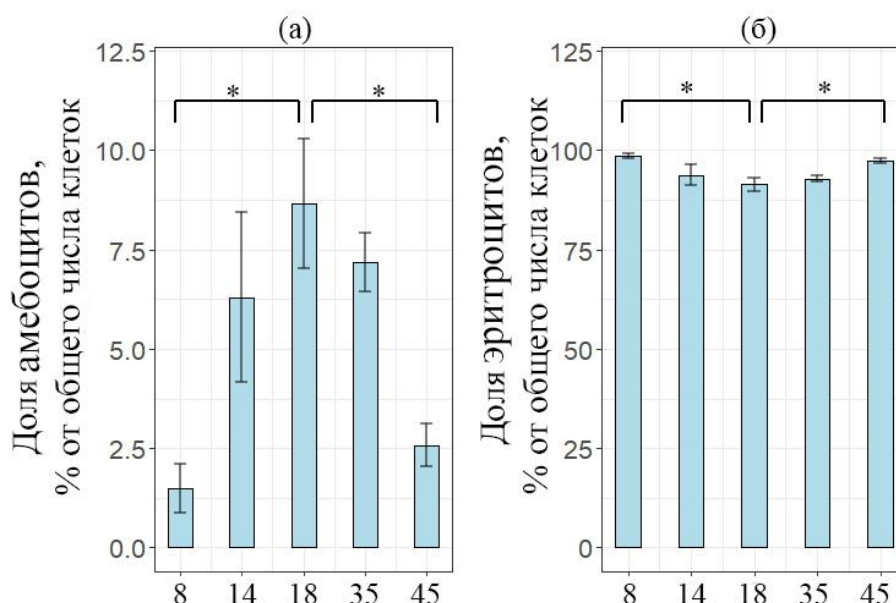 (а)
Доля амебоцитов,
% от общего числа клеток
12.5
10.0
7.5
5.0
2.5
0.0
*
*
8 14 18 35 45
(б)
Доля эритроцитов,
% от общего числа клеток
125
100
75
50
25
0
*
*
8 14 18 35 45